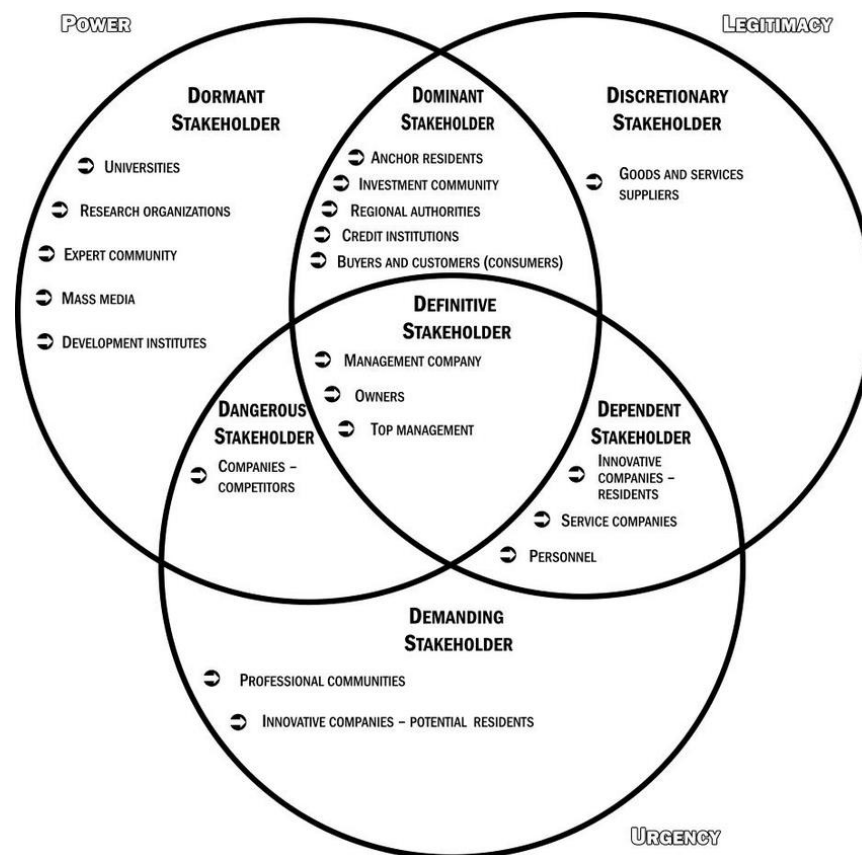 POWER
LEGITIMACY
DORMANT
STAKEHOLDER
UNIVERSITIES
RESEARCH ORGANIZATIONS
EXPERT COMMUNITY
MASS MEDIA
DEVELOPMENT INSTITUTES
DOMINANT
STAKEHOLDER
ANCHOR RESIDENTS
INVESTMENT COMMUNITY
REGIONAL AUTHORITIES
CREDIT INSTITUTIONS
BUYERS AND CUSTOMERS (CONSUMERS)
DISCRETIONARY
STAKEHOLDER
GOODS AND SERVICES
SUPPLIERS
DEFINITIVE
STAKEHOLDER
MANAGEMENT COMPANY
OWNERS
TOP MANAGEMENT
DANGEROUS
STAKEHOLDER
COMPANIES –
COMPETITORS
DEPENDENT
STAKEHOLDER
INNOVATIVE
COMPANIES –
RESIDENTS
SERVICE COMPANIES
PERSONNEL
DEMANDING
STAKEHOLDER
PROFESSIONAL COMMUNITIES
INNOVATIVE COMPANIES – POTENTIAL RESIDENTS
URGENCY